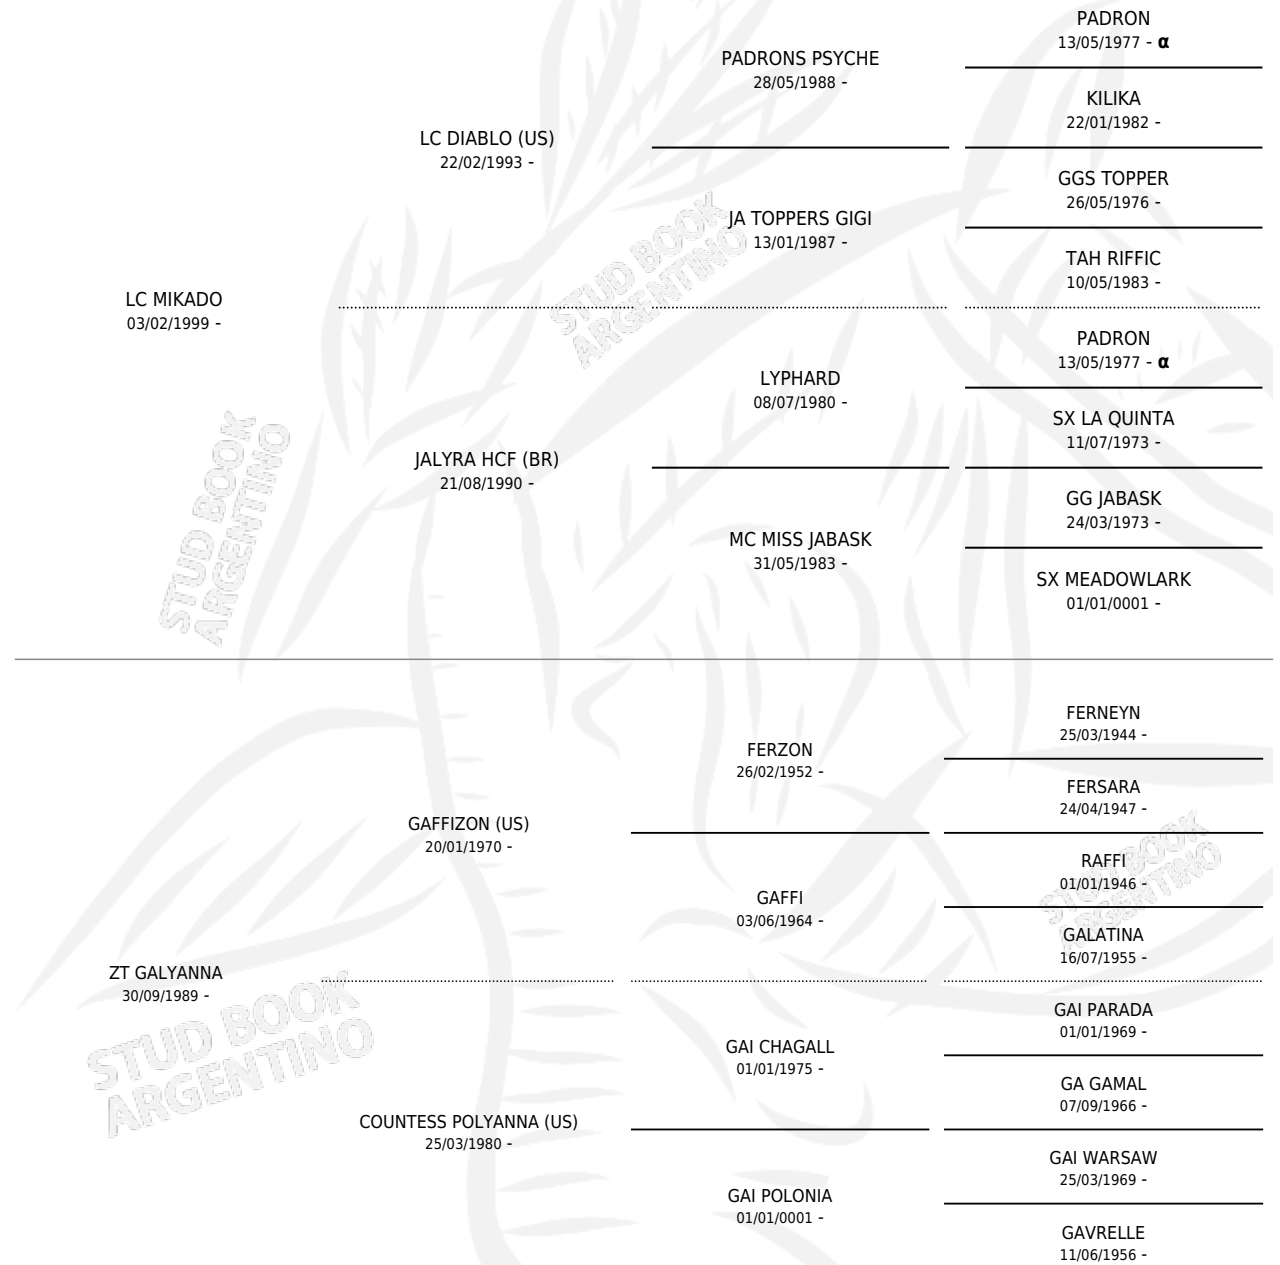 PADRON
13/05/1977 - α
PADRONS PSYCHE
28/05/1988 -
KILIKA
22/01/1982 -
LC DIABLO (US)
22/02/1993 -
GGS TOPPER
26/05/1976 -
JA TOPPERS GIGI
13/01/1987 -
TAH RIFFIC
10/05/1983 -
LC MIKADO
03/02/1999 -
PADRON
13/05/1977 - α
LYPHARD
08/07/1980 -
SX LA QUINTA
11/07/1973 -
JALYRA HCF (BR)
21/08/1990 -
GG JABASK
24/03/1973 -
MC MISS JABASK
31/05/1983 -
SX MEADOWLARK
01/01/0001 -
FERNEYN
25/03/1944 -
FERZON
26/02/1952 -
FERSARA
24/04/1947 -
GAFFIZON (US)
20/01/1970 -
RAFFI
01/01/1946 -
GAFFI
03/06/1964 -
GALATINA
16/07/1955 -
ZT GALYANNA
30/09/1989 -
GAI PARADA
01/01/1969 -
GAI CHAGALL
01/01/1975 -
GA GAMAL
07/09/1966 -
COUNTESS POLYANNA (US)
25/03/1980 -
GAI WARSAW
25/03/1969 -
GAI POLONIA
01/01/0001 -
GAVRELLE
11/06/1956 -
STUD BOOK
ARGENTINO
STUD BOOK
ARGENTINO
STUD BOOK
ARGENTINO
STUD BOOK
ARGENTINO